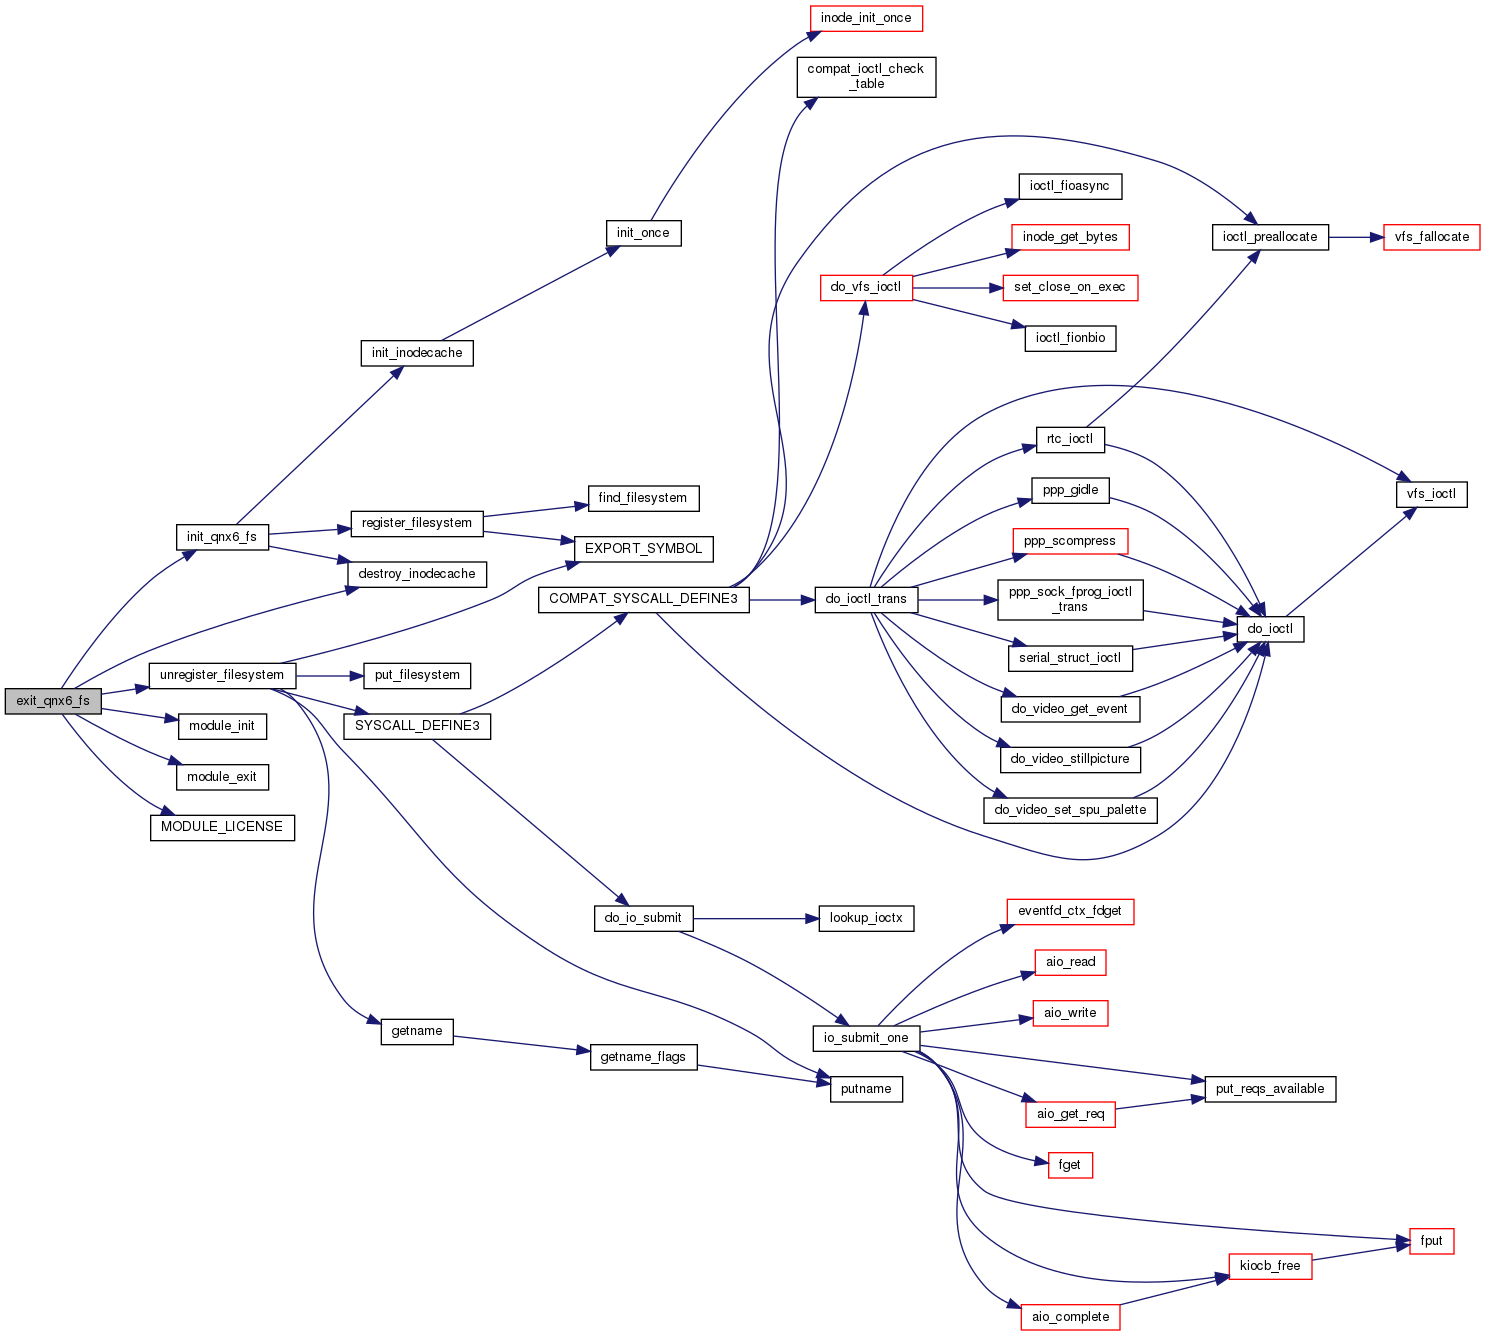 inode_init_once
compat_ioctl_check
_table
ioctl_fioasync
init_once
ioctl_preallocate
vfs_fallocate
inode_get_bytes
do_vfs_ioctl
set_close_on_exec
ioctl_fionbio
init_inodecache
rtc_ioctl
find_filesystem
ppp_gidle
vfs_ioctl
register_filesystem
init_qnx6_fs
EXPORT_SYMBOL
ppp_scompress
destroy_inodecache
COMPAT_SYSCALL_DEFINE3
do_ioctl_trans
ppp_sock_fprog_ioctl
_trans
do_ioctl
serial_struct_ioctl
unregister_filesystem
put_filesystem
exit_qnx6_fs
do_video_get_event
module_init
SYSCALL_DEFINE3
do_video_stillpicture
module_exit
do_video_set_spu_palette
MODULE_LICENSE
eventfd_ctx_fdget
do_io_submit
lookup_ioctx
aio_read
aio_write
getname
io_submit_one
getname_flags
putname
put_reqs_available
aio_get_req
fget
fput
kiocb_free
aio_complete